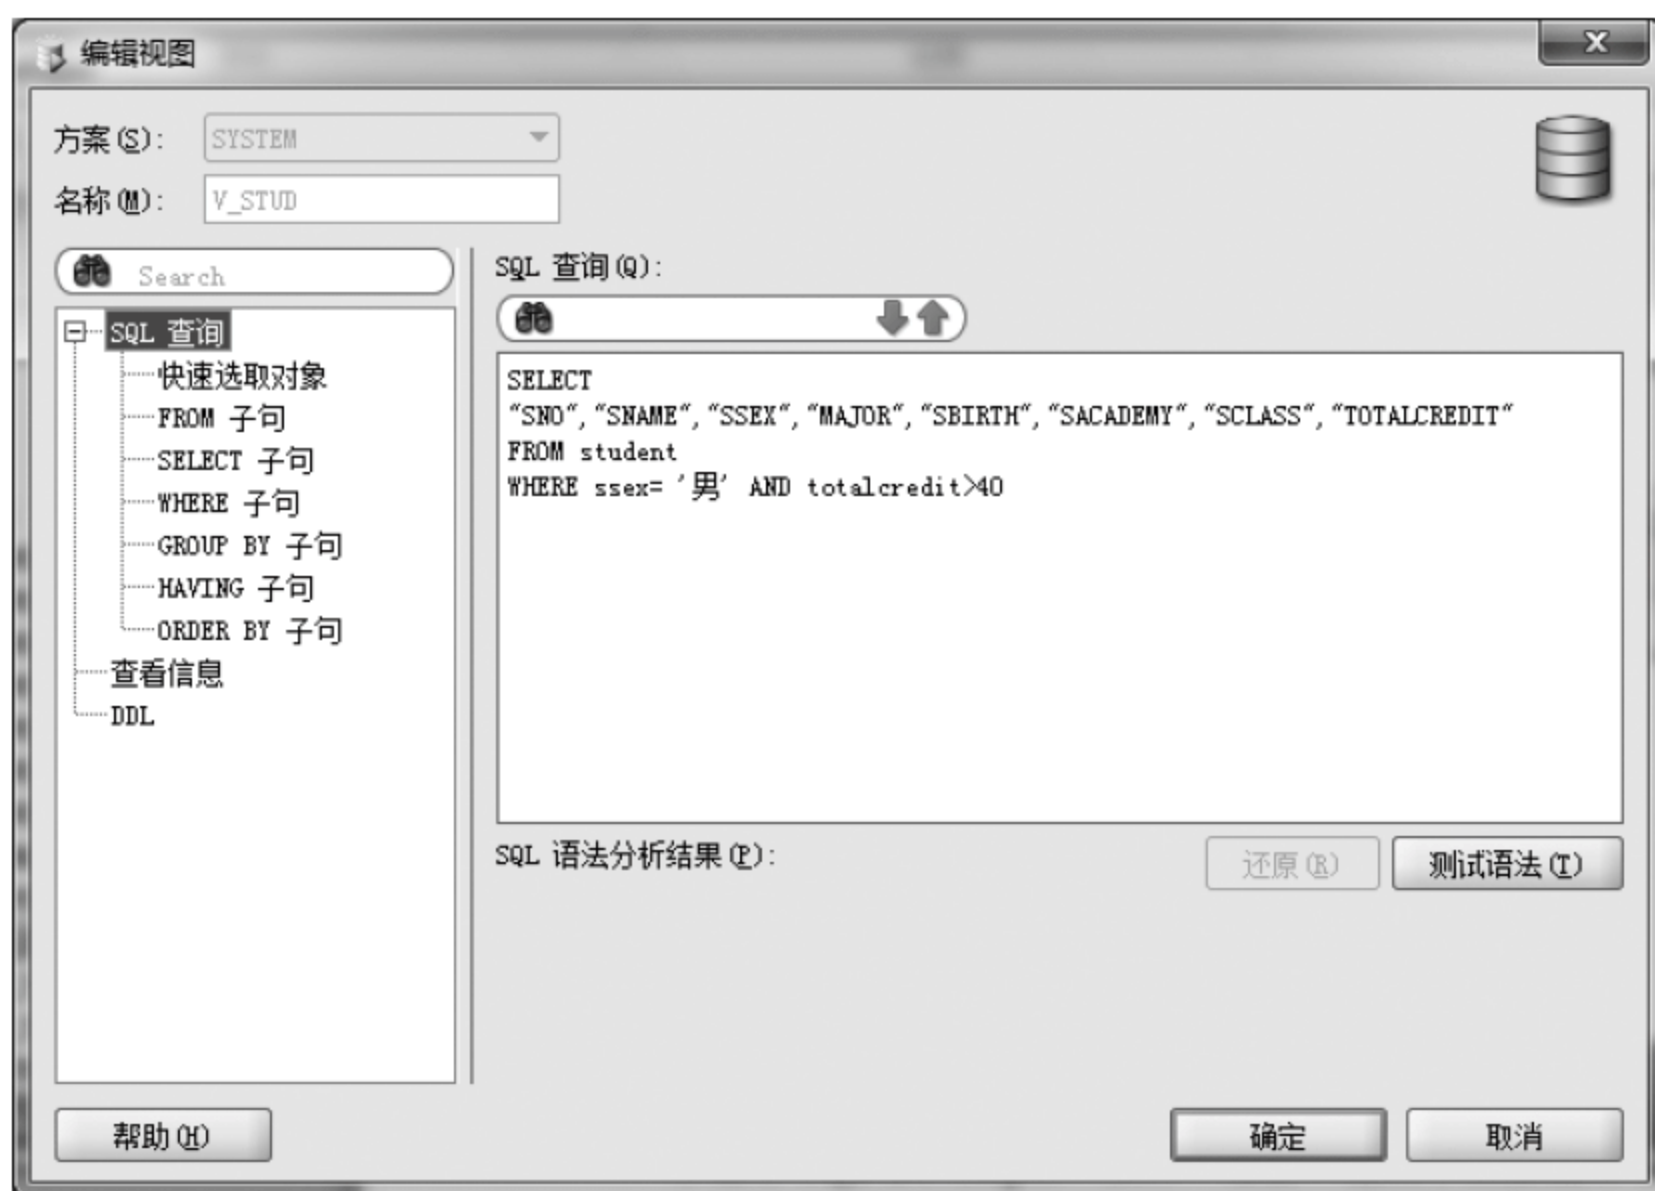 编辑视图
方案(S):
SYSTEM
名称(M):
V_STUD
Search
SQL 查询
快速选取对象
FROM 子句
SELECT 子句
WHERE 子句
GROUP BY 子句
HAVING 子句
ORDER BY 子句
查看信息
DDL
SQL 查询(Q):
SELECT
"SNO","SNAME","SSEX","MAJOR","SBIRTH","SACADEMY","SCLASS","TOTALCREDIT"
FROM student
WHERE ssex= '男' AND totalcredit>40
SQL 语法分析结果(P):
还原(R)
测试语法(T)
帮助(H)
确定
取消